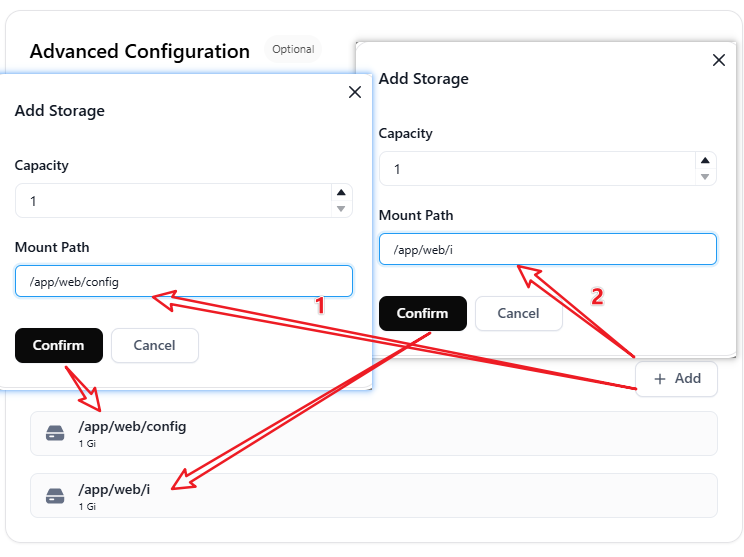 Advanced Configuration
Optional
Add Storage
Capacity
1
Mount Path
/app/web/config
Confirm
Cancel
1
Add Storage
Capacity
1
Mount Path
/app/web/i
Confirm
Cancel
2
+ Add
/app/web/config
1 Gi
/app/web/i
1 Gi